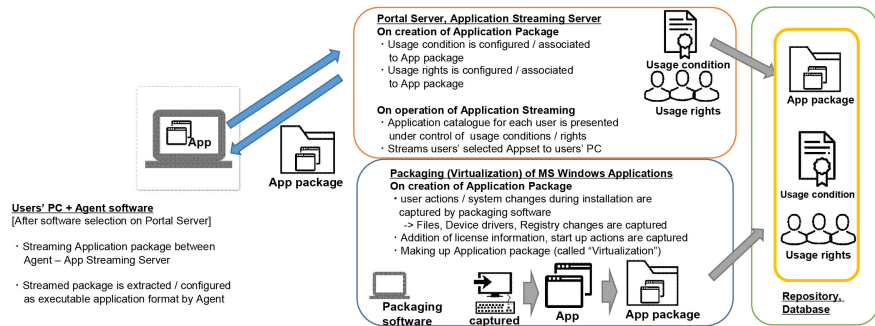 Portal Server, Application Streaming Server
On creation of Application Package
・Usage condition is configured / associated
to App package
・Usage rights is configured / associated
to App package
On operation of Application Streaming
・Application catalogue for each user is presented
under control of usage conditions / rights
・Streams users' selected Appset to users' PC
Usage condition
Usage rights
App
App package
Users' PC + Agent software
[After software selection on Portal Server]
・Streaming Application package between
Agent – App Streaming Server
・Streamed package is extracted / configured
as executable application format by Agent
Packaging (Virtualization) of MS Windows Applications
On creation of Application Package
・user actions / system changes during installation are
captured by packaging software
-> Files, Device drivers, Registry changes are captured
・Addition of license information, start up actions are captured
・Making up Application package (called “Virtualization”)
Packaging
software
captured
App
App package
App package
Usage condition
Usage rights
Repository,
Database